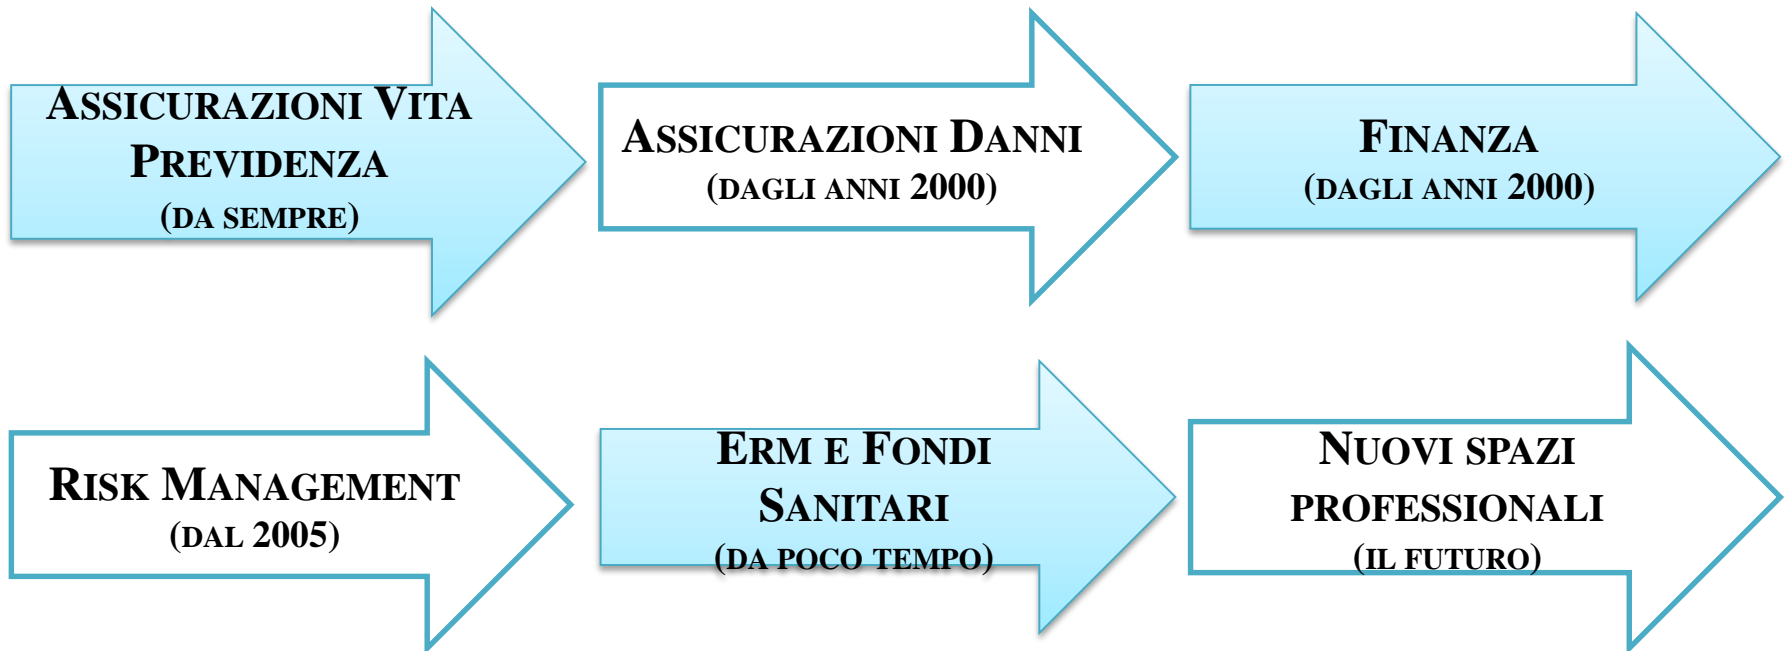 ASSICURAZIONI VITA
PREVIDENZA
(DA SEMPRE)
ASSICURAZIONI DANNI
(DAGLI ANNI 2000)
FINANZA
(DAGLI ANNI 2000)
RISK MANAGEMENT
(DAL 2005)
ERM E FONDI
SANITARI
(DA POCO TEMPO)
NUOVI SPAZI
PROFESSIONALI
(IL FUTURO)